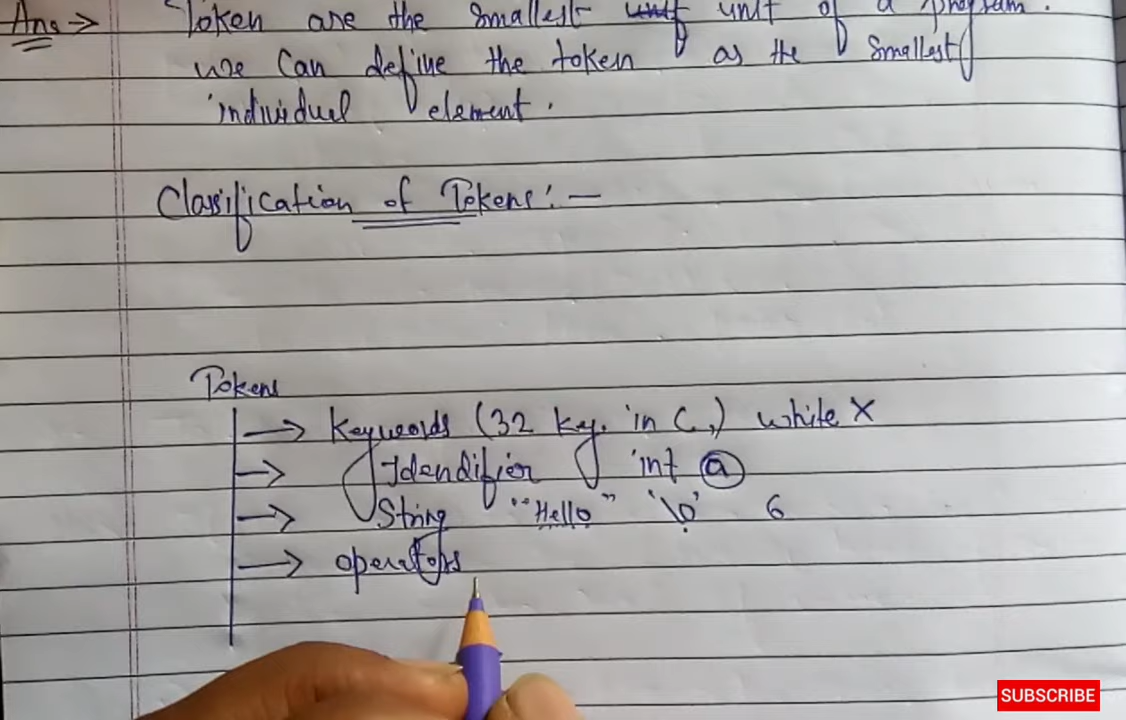 Ans → Token are the smallest unit of a program.
we can define the token as the smallest
individual element.
Classification of Tokens:-
Tokens
→ Keywords (32 key. in C,) while X
→ Idendifier int a
→ String "Hello" '\0' 6
→ operators
SUBSCRIBE